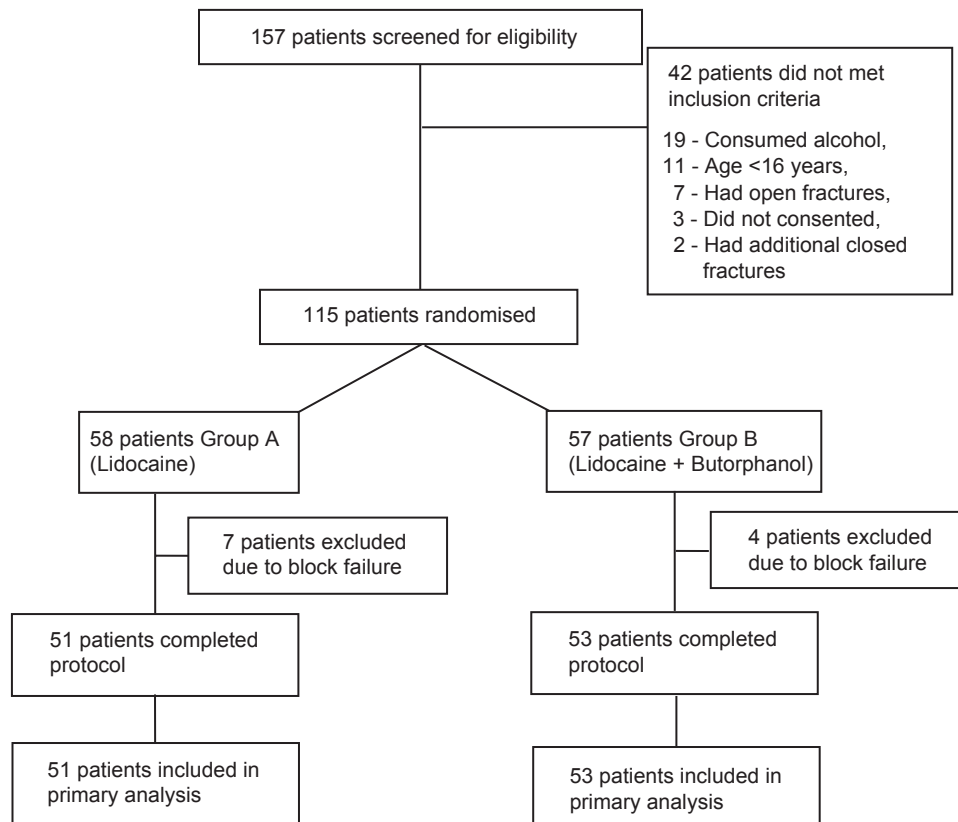 157 patients screened for eligibility
42 patients did not met
inclusion criteria
19 - Consumed alcohol,
11 - Age <16 years,
7 - Had open fractures,
3 - Did not consented,
2 - Had additional closed
fractures
115 patients randomised
58 patients Group A
(Lidocaine)
57 patients Group B
(Lidocaine + Butorphanol)
7 patients excluded
due to block failure
4 patients excluded
due to block failure
51 patients completed
protocol
53 patients completed
protocol
51 patients included in
primary analysis
53 patients included in
primary analysis